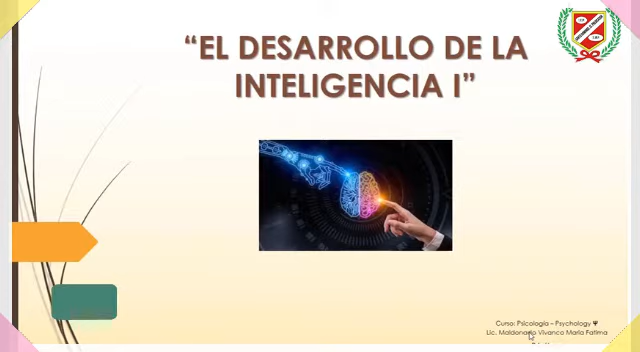 “EL DESARROLLO DE LA
INTELIGENCIA I”
Curso: Psicología – Psychology Ψ
Lic. Maldonado Vivanco María Fatima